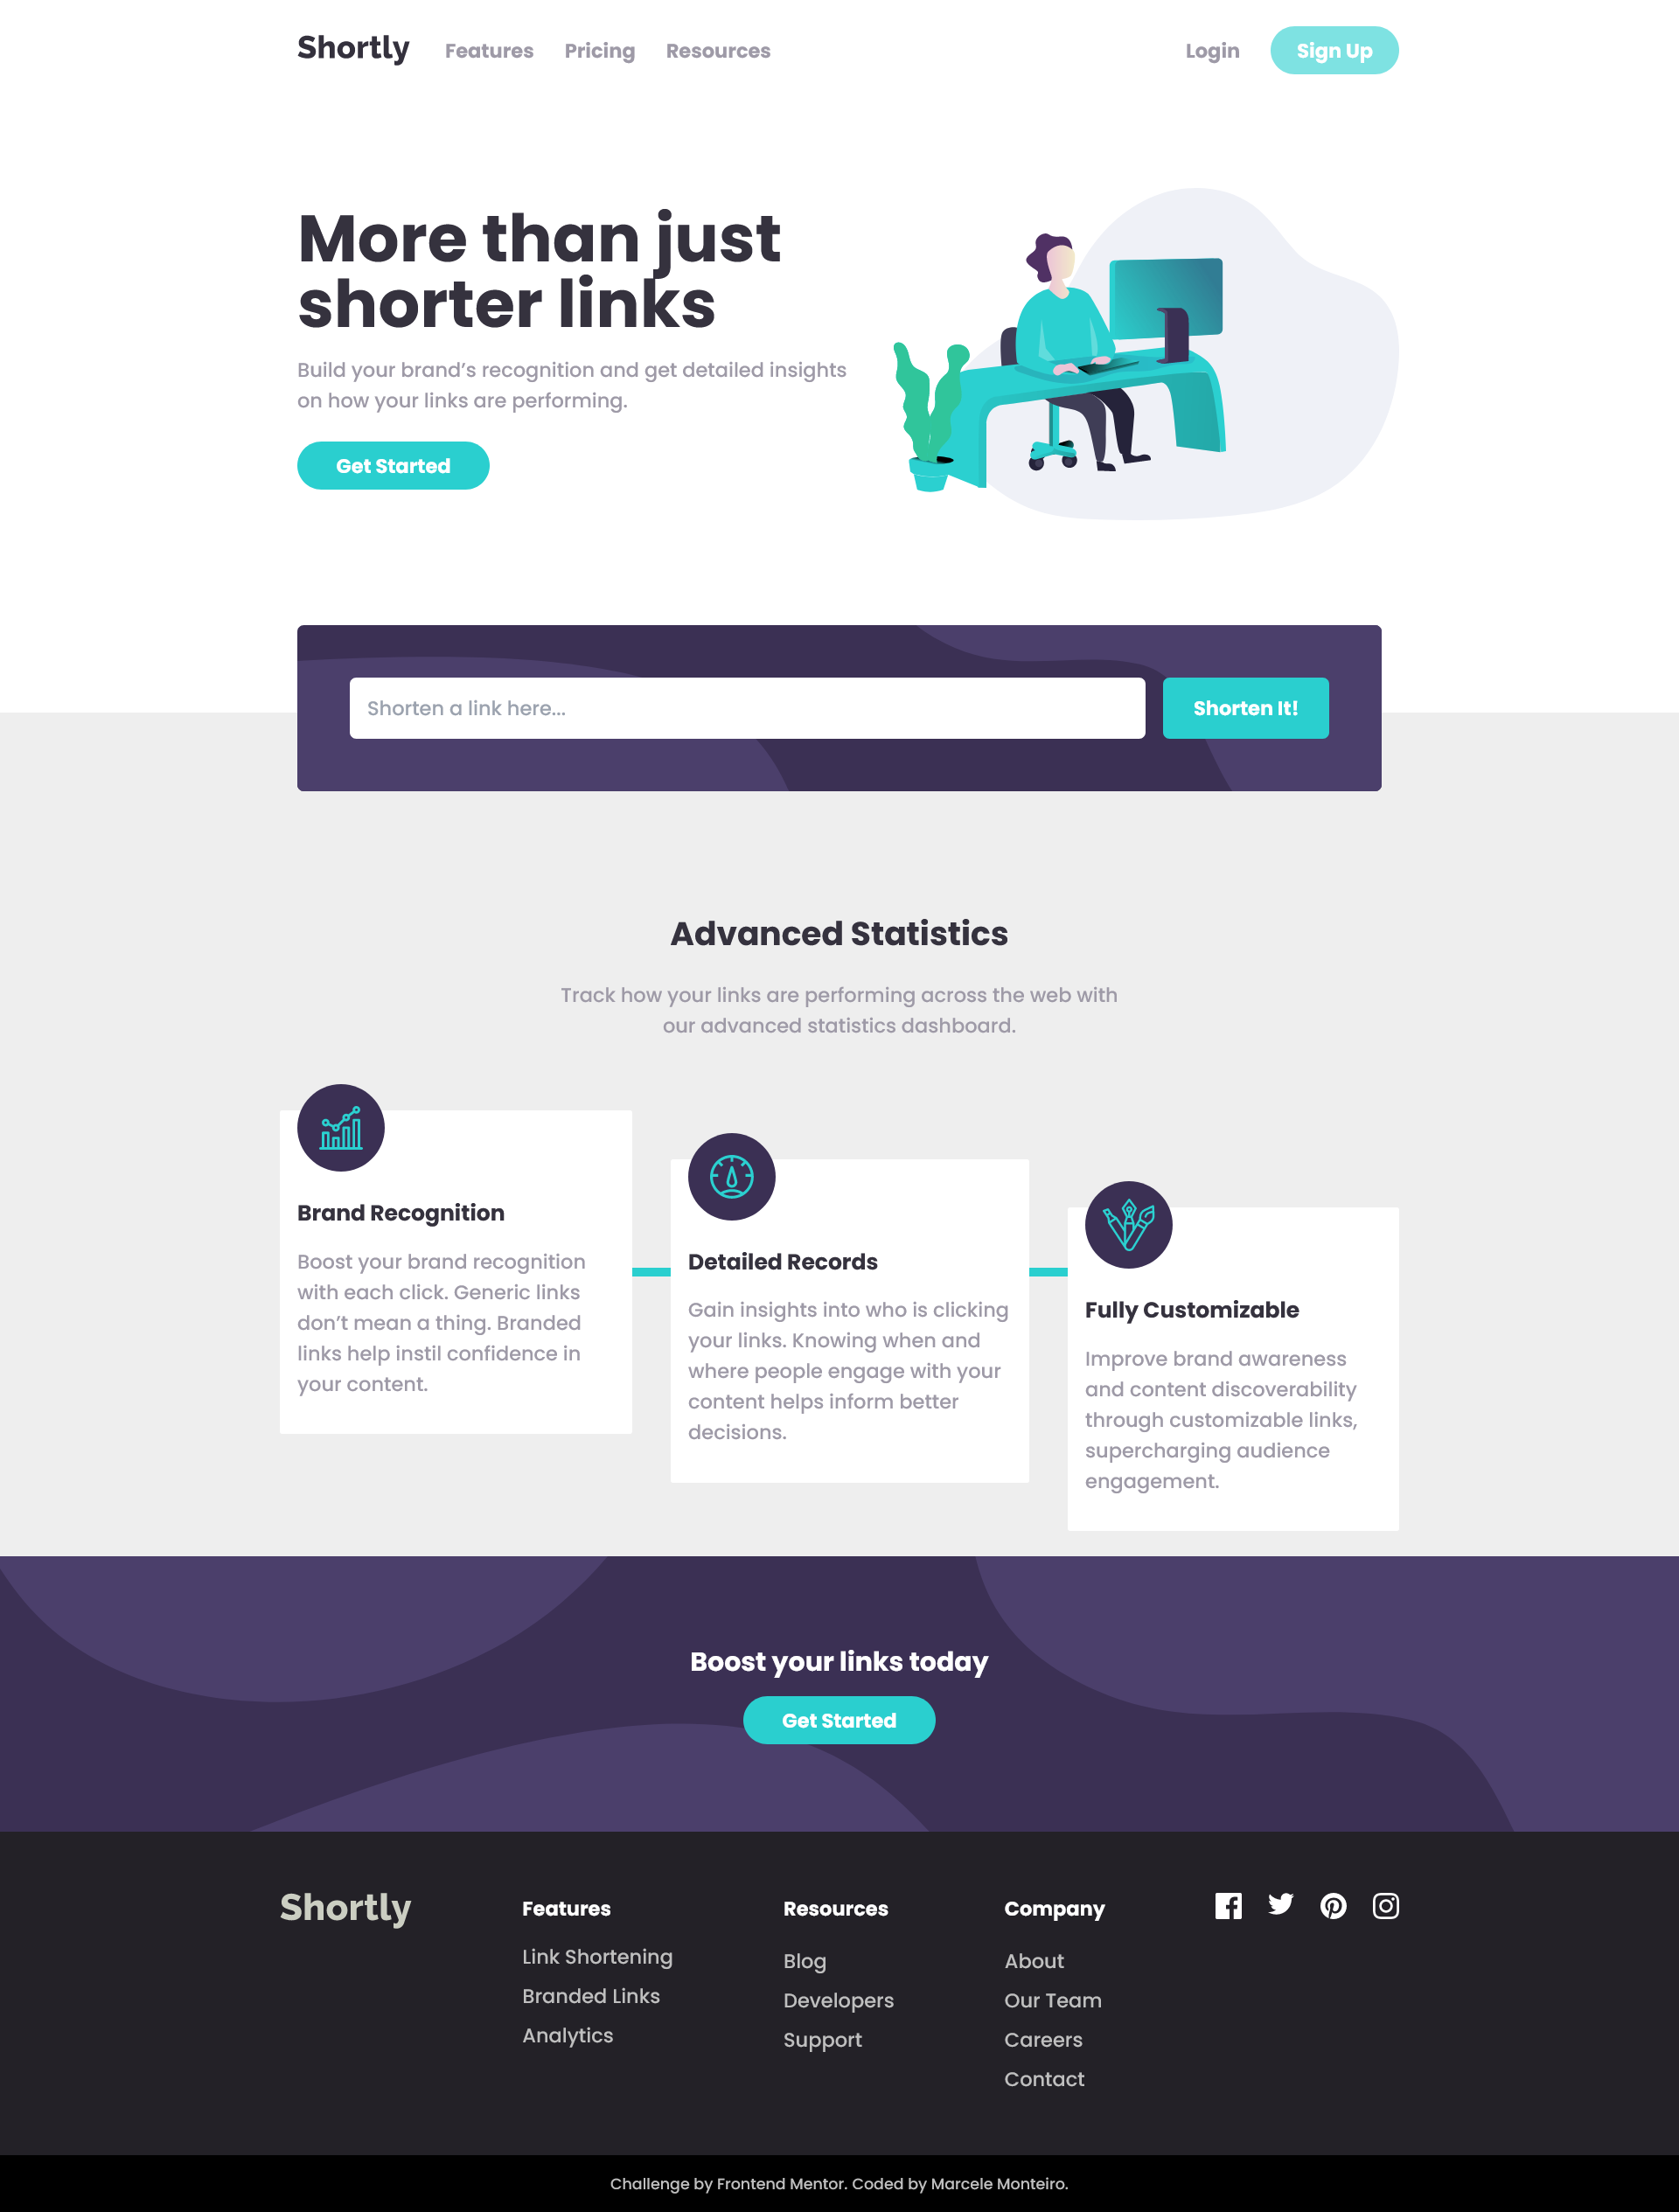 Shortly
Features
Pricing
Resources
Login
Sign Up
More than just
shorter links
Build your brand’s recognition and get detailed insights
on how your links are performing.
Get Started
Shorten a link here...
Shorten It!
Advanced Statistics
Track how your links are performing across the web with
our advanced statistics dashboard.
Brand Recognition
Boost your brand recognition
with each click. Generic links
don’t mean a thing. Branded
links help instil confidence in
your content.
Detailed Records
Gain insights into who is clicking
your links. Knowing when and
where people engage with your
content helps inform better
decisions.
Fully Customizable
Improve brand awareness
and content discoverability
through customizable links,
supercharging audience
engagement.
Boost your links today
Get Started
Shortly
Features
Link Shortening
Branded Links
Analytics
Resources
Blog
Developers
Support
Company
About
Our Team
Careers
Contact
Challenge by Frontend Mentor. Coded by Marcele Monteiro.